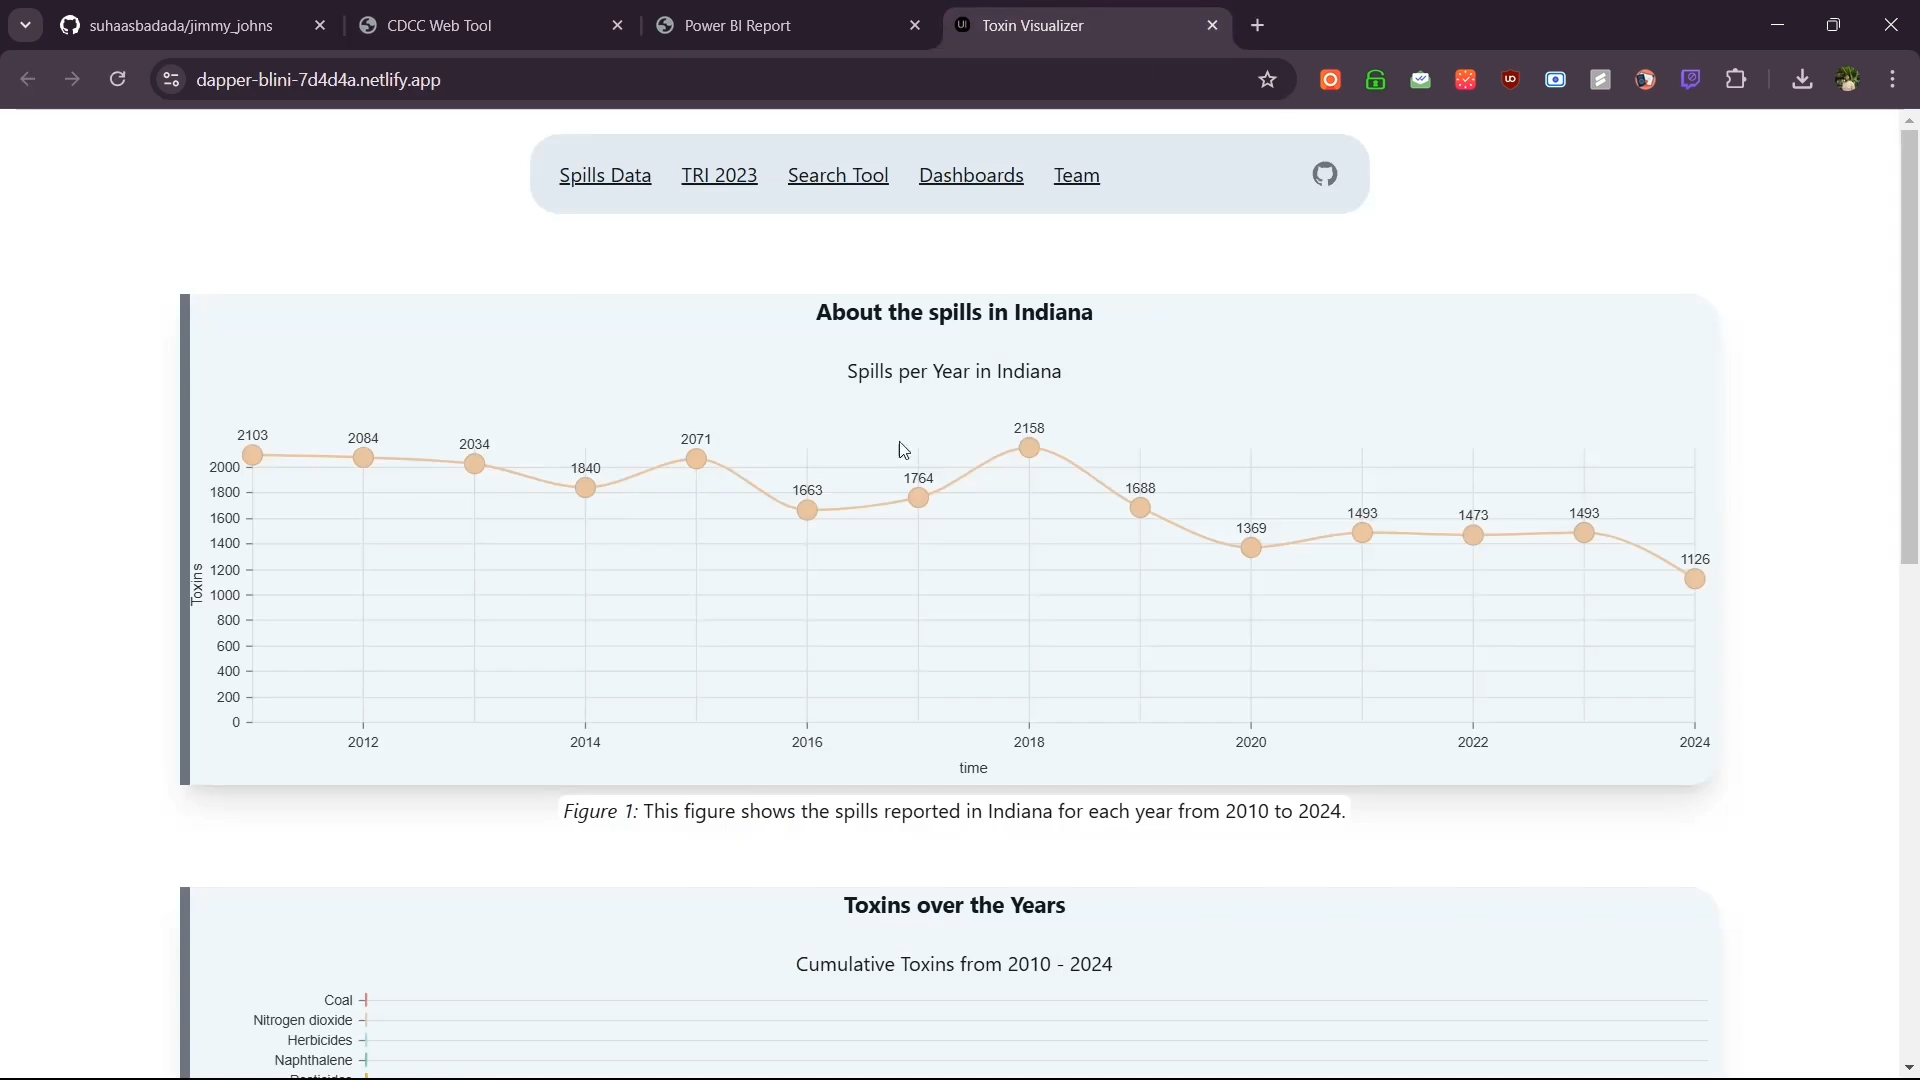 suhaasbadada/jimmy_johns
CDCC Web Tool
Power BI Report
UI
Toxin Visualizer
dapper-blini-7d4d4a.netlify.app
Spills Data
TRI 2023
Search Tool
Dashboards
Team
About the spills in Indiana
Spills per Year in Indiana
2103
2084
2034
1840
2071
1663
1764
2158
1688
1369
1493
1473
1493
1126
2000
1800
1600
1400
1200
1000
800
600
400
200
0
Toxins
2012
2014
2016
2018
2020
2022
2024
time
Figure 1: This figure shows the spills reported in Indiana for each year from 2010 to 2024.
Toxins over the Years
Cumulative Toxins from 2010 - 2024
Coal
Nitrogen dioxide
Herbicides
Naphthalene
Pesticides